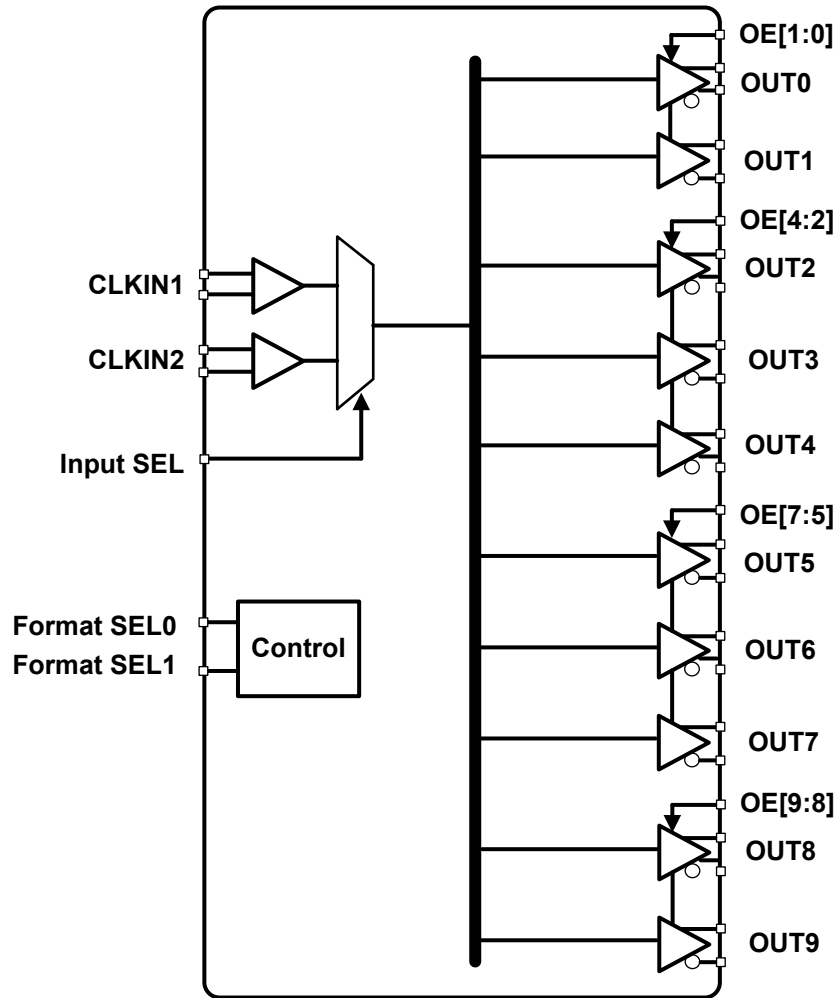 CLKIN1
CLKIN2
Input SEL
Format SEL0
Format SEL1
Control
OE[1:0]
OUT0
OUT1
OE[4:2]
OUT2
OUT3
OUT4
OE[7:5]
OUT5
OUT6
OUT7
OE[9:8]
OUT8
OUT9